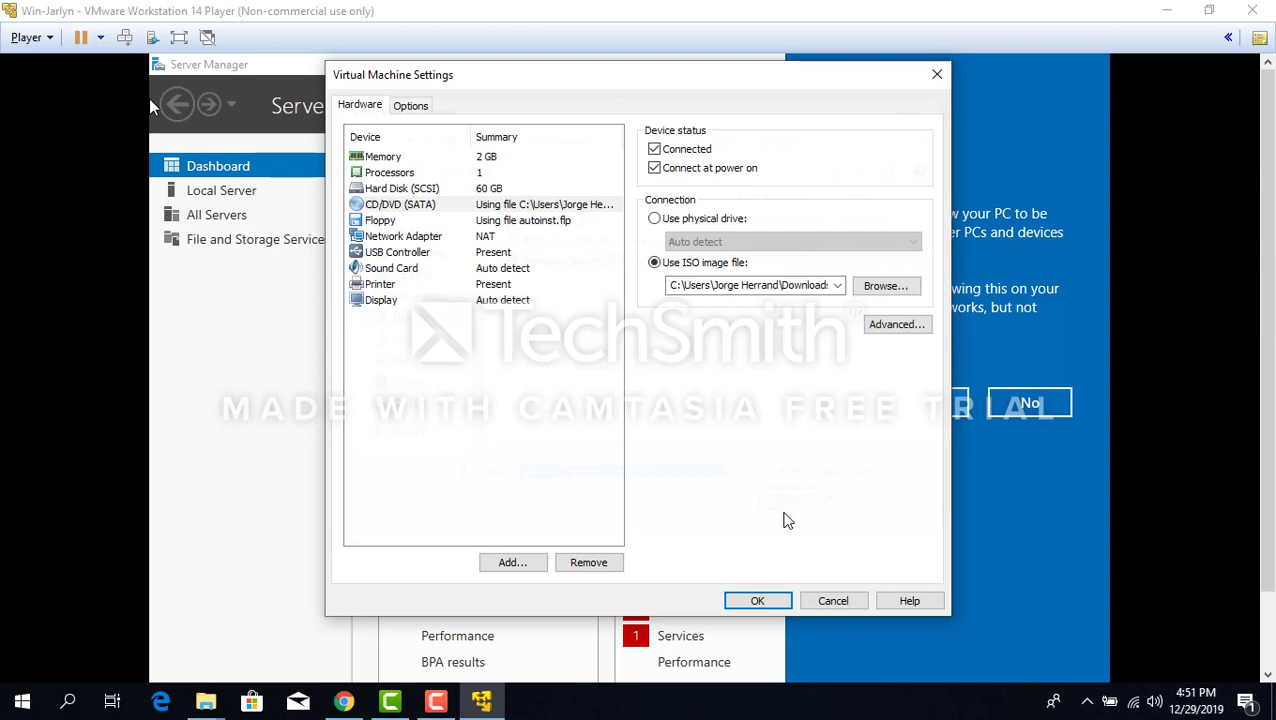 Win-Jarlyn - VMware Workstation 14 Player (Non-commercial use only)
Player
Server Manager
Dashboard
Local Server
All Servers
File and Storage Service
Virtual Machine Settings
Hardware Options
Device Summary
Memory 2 GB
Processors 1
Hard Disk (SCSI) 60 GB
CD/DVD (SATA) Using file C:\Users\Jorge He...
Floppy Using file autoinst.flp
Network Adapter NAT
USB Controller Present
Sound Card Auto detect
Printer Present
Display Auto detect
Add... Remove
Device status
Connected
Connect at power on
Connection
Use physical drive:
Auto detect
Use ISO image file:
C:\Users\Jorge Herrand\Downloads Browse...
Advanced...
OK Cancel Help
TechSmith
MADE WITH CAMTASIA FREE TRIAL
your PC to be
PCs and devices
this on your
but not
No
Performance
BPA results
1 Services
Performance
4:51 PM
12/29/2019
1